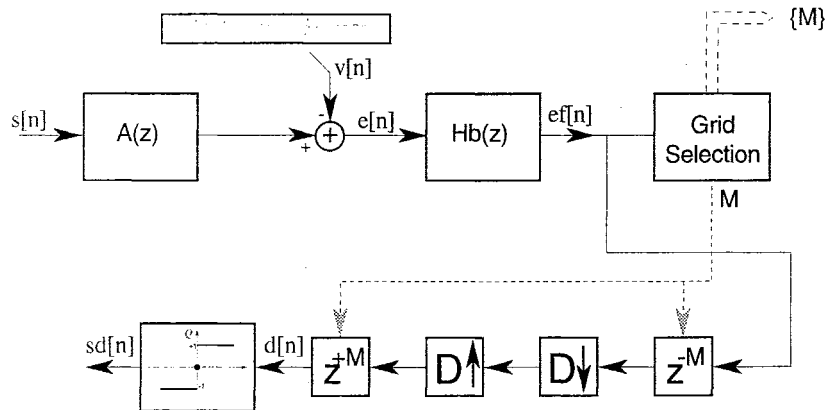 {M}
v[n]
s[n]
A(z)
-
+
+
e[n]
Hb(z)
ef[n]
Grid
Selection
M
sd[n]
d[n]
z+M
D
D
z-M